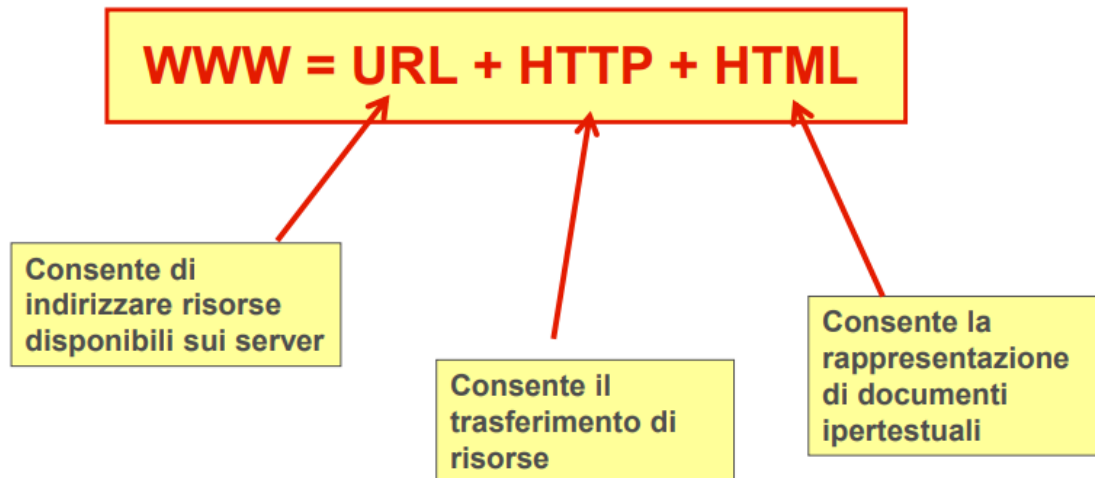 WWW = URL + HTTP + HTML
Consente di
indirizzare risorse
disponibili sui server
Consente il
trasferimento di
risorse
Consente la
rappresentazione
di documenti
ipertestuali